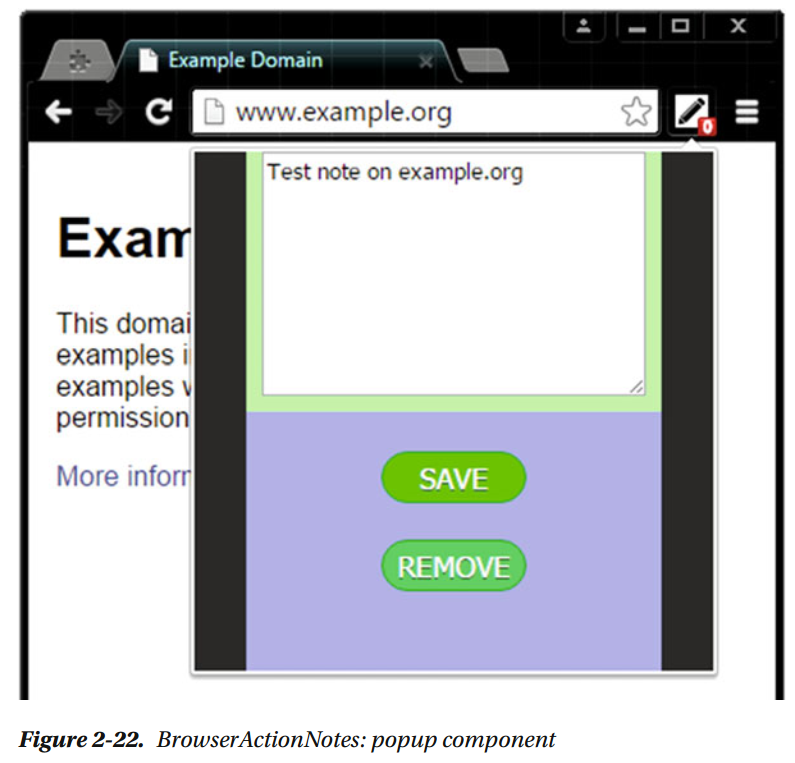 Example Domain
www.example.org
0
Test note on example.org
Exam
This domai
examples i
examples w
permission
More inforr
SAVE
REMOVE
Figure 2-22. BrowserActionNotes: popup component